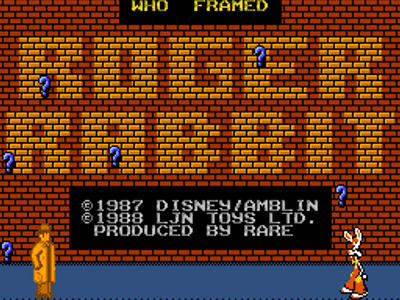 WHO FRAMED
ROGER
RABBIT
©1987 DISNEY/AMBLIN
©1988 LJN TOYS LTD.
PRODUCED BY RARE